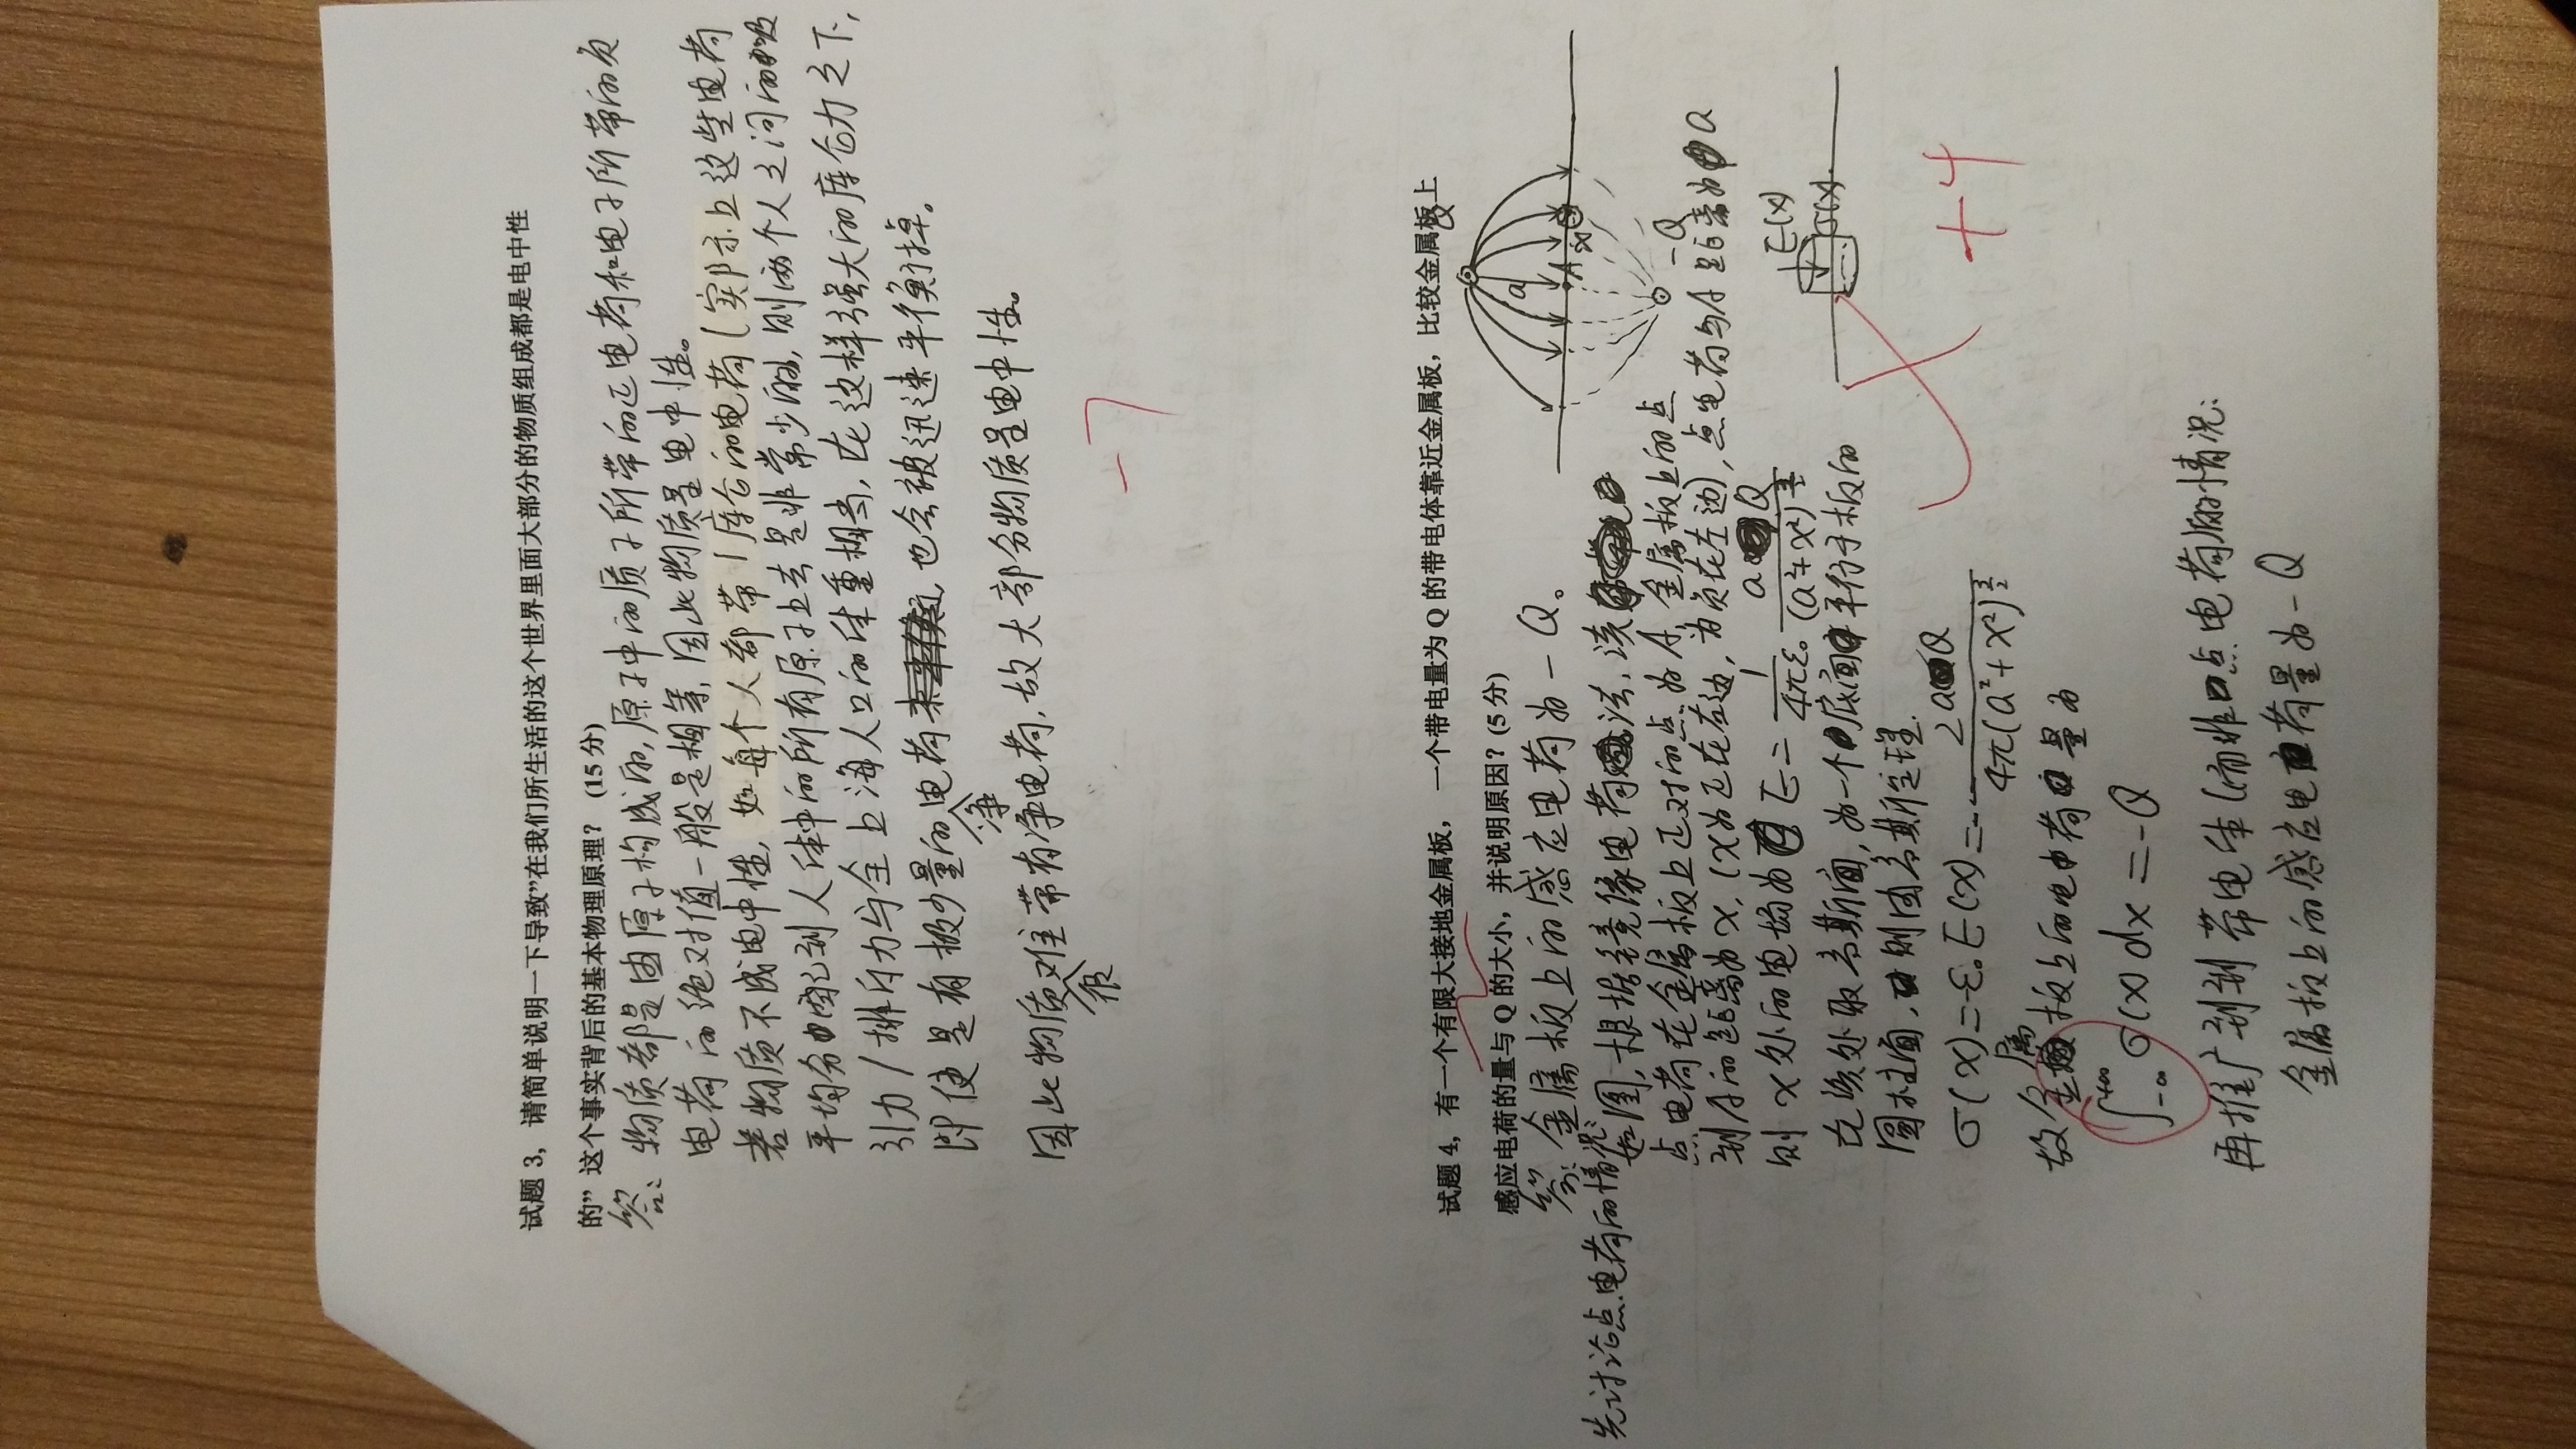 试题 3，请简单说明一下导致”在我们所生活的这个世界里面大部分的物质组成都是电中性
的” 这个事实背后的基本物理原理？ (15 分)
答：物质都是由原子构成的，原子中的质子所带的正电荷和电子所带的负
电荷的绝对值一般是相等，因此物质呈电中性。
若物质不成电中性，如每个人都带1库仑的电荷(实际上这些电荷
平均分配到人体中的所有原子上去是非常少的)，则两个人之间的吸
引力/排斥力与全上海人口的体重相当，在这样强大的库仑力之下，
即使是有极少量的净电荷，也会被迅速平衡掉。
因此物质很难带有净电荷，故大部分物质呈电中性。
-7
试题 4，有一个有限大接地金属板， 一个带电量为 Q 的带电体靠近金属板，比较金属板上
感应电荷的量与 Q 的大小，并说明原因？(5 分)
答：金属板上的感应电荷为-Q。
先讨论点电荷的情况：
如图，根据镜像电荷法，该
点电荷在金属板上正对的点为A，金属板上的点
到A的距离为x，(x为正在右边，为负在左边)，点电荷与A距离为a
则 x处的电场为 E= 1/4πε₀ aQ/(a²+x²)^{3/2}
在该处取高斯面，为一个底面平行于板的
圆柱面，则由高斯定理.
σ(x)=-ε₀E(x)=- 2aQ/4π(a²+x²)^{3/2}
故金属板上的电荷量为
∫_{-∞}^{+∞} σ(x)dx=-Q
再推广到到带电体(而非点电荷)的情况：
金属板上的感应电荷量为-Q
Q
a
A
x
-Q
E(x)
σ(x).
+4